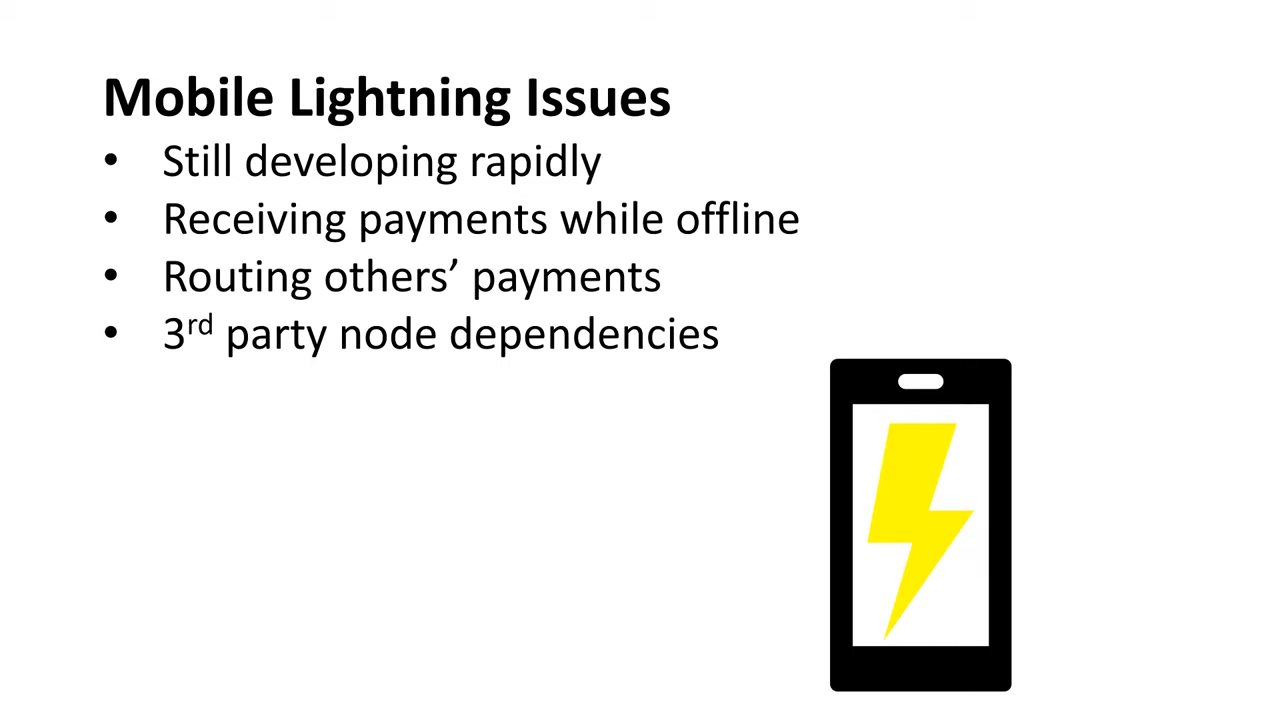 Mobile Lightning Issues
• Still developing rapidly
• Receiving payments while offline
• Routing others’ payments
• 3rd party node dependencies